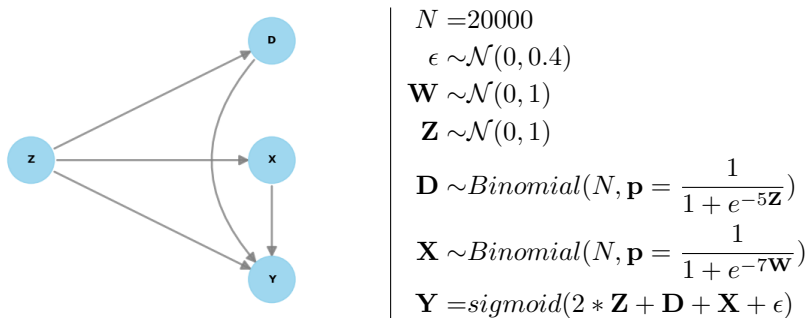 D
Z
X
Y
N =20000
ϵ ∼𝒩(0, 0.4)
W ∼𝒩(0, 1)
Z ∼𝒩(0, 1)
D ∼Binomial(N, p = 1 / (1 + e^{-5Z}))
X ∼Binomial(N, p = 1 / (1 + e^{-7W}))
Y =sigmoid(2 ∗ Z + D + X + ϵ)